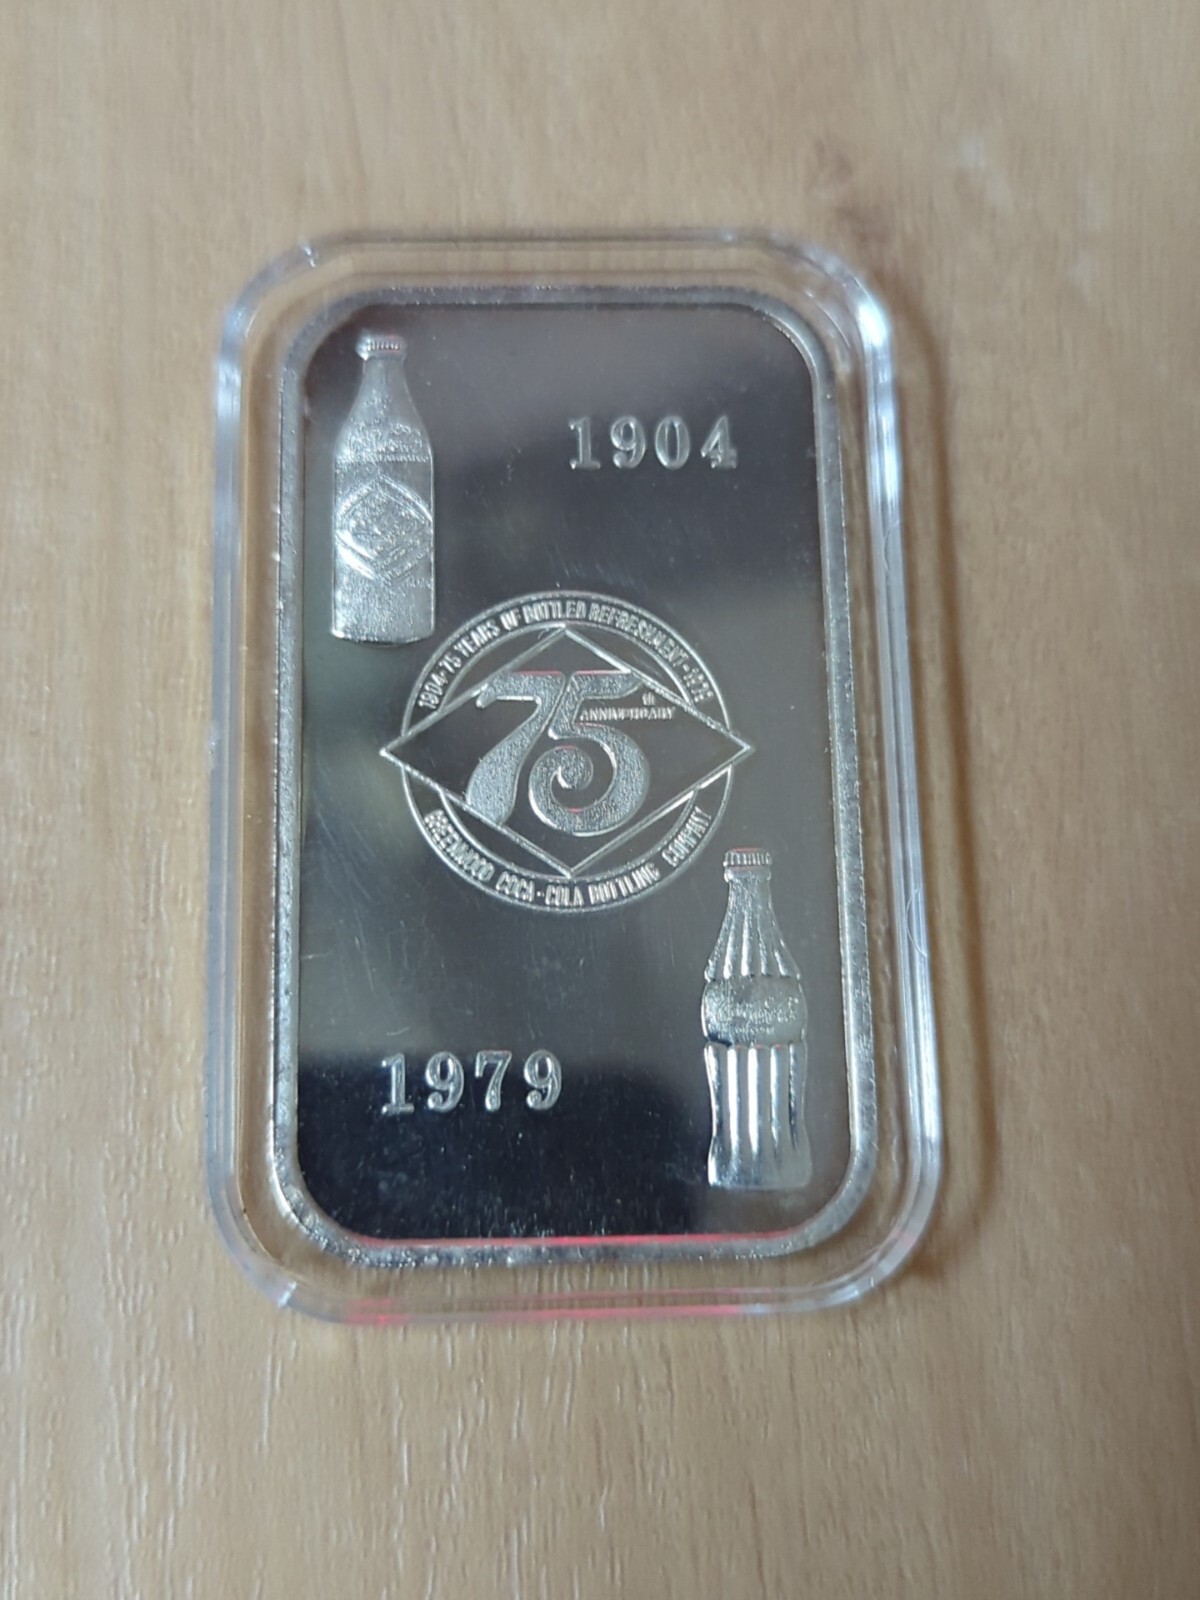 1904
1904-75 YEARS OF BOTTLED REFRESHMENT-1979
75
th
ANNIVERSARY
GREENWOOD COCA-COLA BOTTLING COMPANY
1979